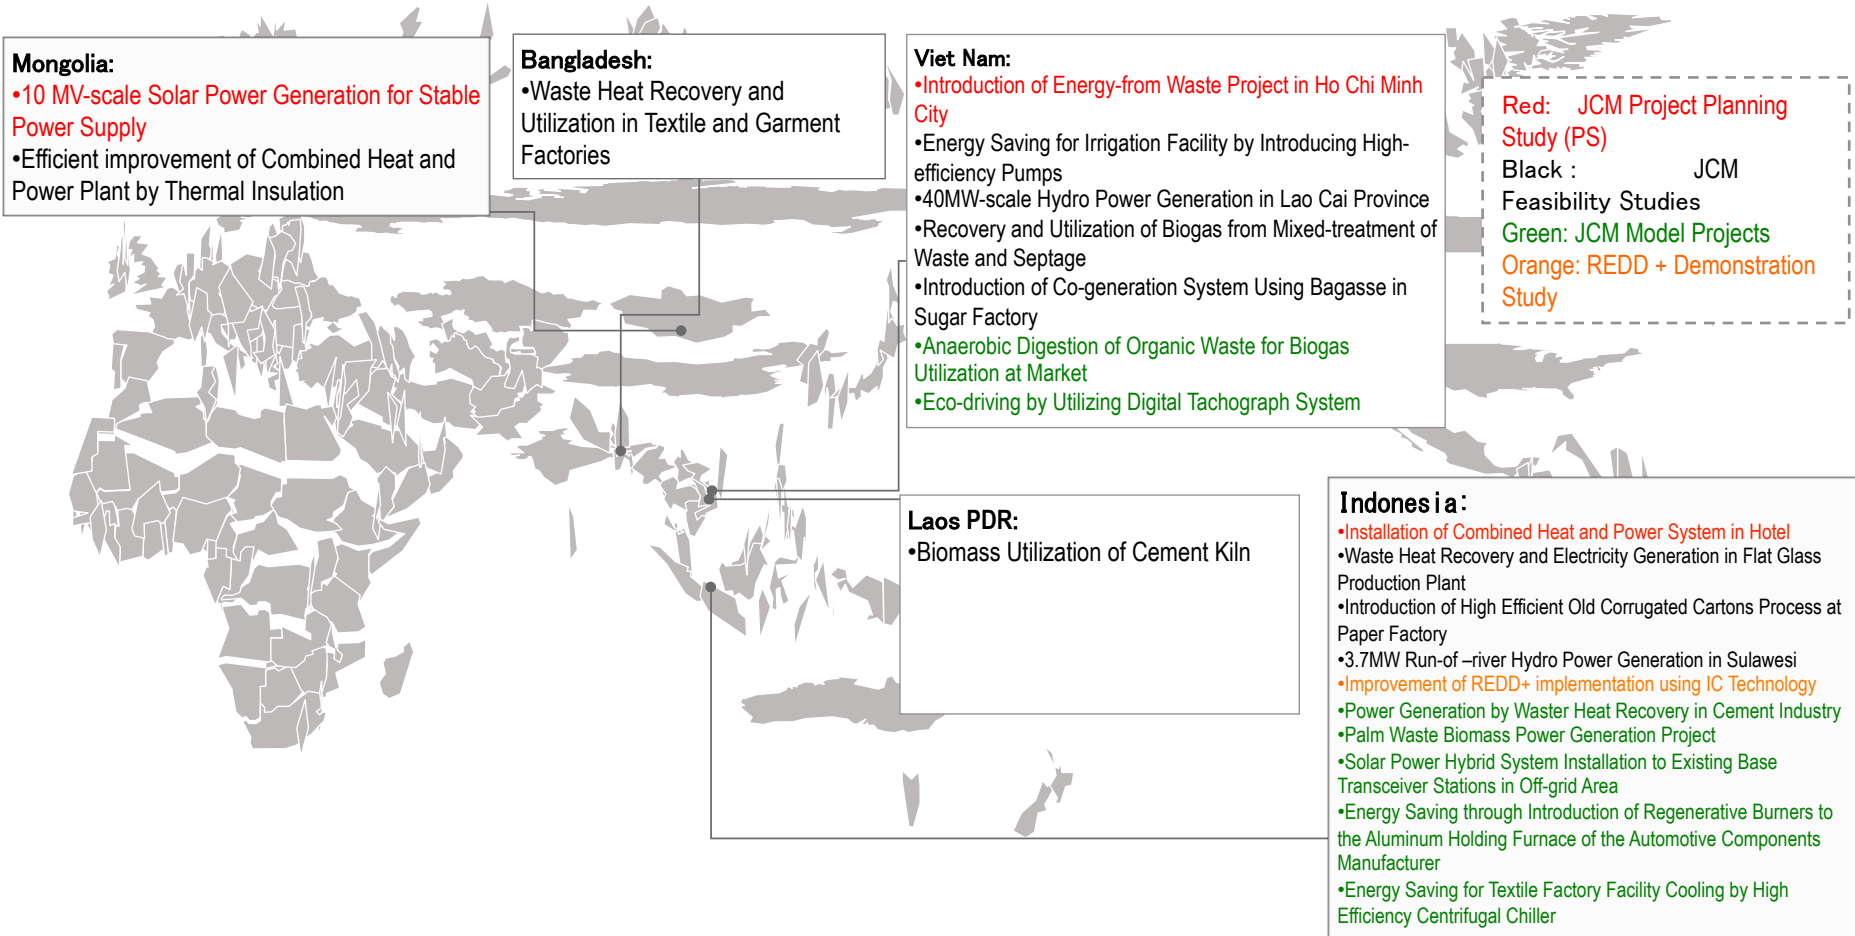 Mongolia:
•10 MV-scale Solar Power Generation for Stable
Power Supply
•Efficient improvement of Combined Heat and
Power Plant by Thermal Insulation
Bangladesh:
•Waste Heat Recovery and
Utilization in Textile and Garment
Factories
Viet Nam:
•Introduction of Energy-from Waste Project in Ho Chi Minh
City
•Energy Saving for Irrigation Facility by Introducing High-
efficiency Pumps
•40MW-scale Hydro Power Generation in Lao Cai Province
•Recovery and Utilization of Biogas from Mixed-treatment of
Waste and Septage
•Introduction of Co-generation System Using Bagasse in
Sugar Factory
•Anaerobic Digestion of Organic Waste for Biogas
Utilization at Market
•Eco-driving by Utilizing Digital Tachograph System
Red: JCM Project Planning
Study (PS)
Black : JCM
Feasibility Studies
Green: JCM Model Projects
Orange: REDD + Demonstration
Study
Laos PDR:
•Biomass Utilization of Cement Kiln
Indonesia:
•Installation of Combined Heat and Power System in Hotel
•Waste Heat Recovery and Electricity Generation in Flat Glass
Production Plant
•Introduction of High Efficient Old Corrugated Cartons Process at
Paper Factory
•3.7MW Run-of –river Hydro Power Generation in Sulawesi
•Improvement of REDD+ implementation using IC Technology
•Power Generation by Waster Heat Recovery in Cement Industry
•Palm Waste Biomass Power Generation Project
•Solar Power Hybrid System Installation to Existing Base
Transceiver Stations in Off-grid Area
•Energy Saving through Introduction of Regenerative Burners to
the Aluminum Holding Furnace of the Automotive Components
Manufacturer
•Energy Saving for Textile Factory Facility Cooling by High
Efficiency Centrifugal Chiller